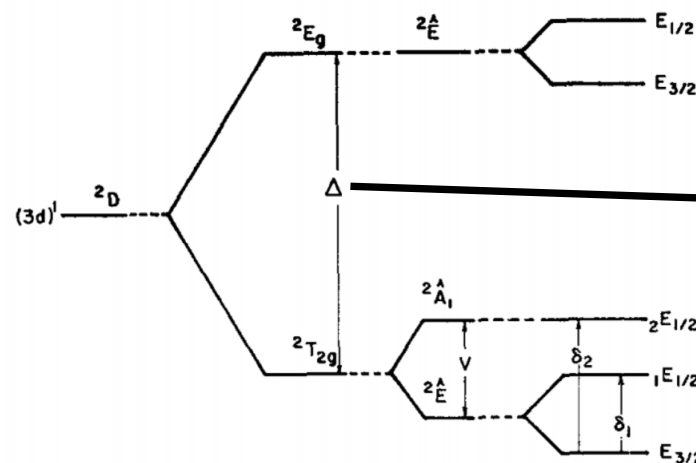 ²Eg
²Ê
E₁/₂
E₃/₂
(3d)¹
²D
Δ
²Â₁
²T₂g
²Ê
V
δ₂
δ₁
₂E₁/₂
₁E₁/₂
E₃/₂